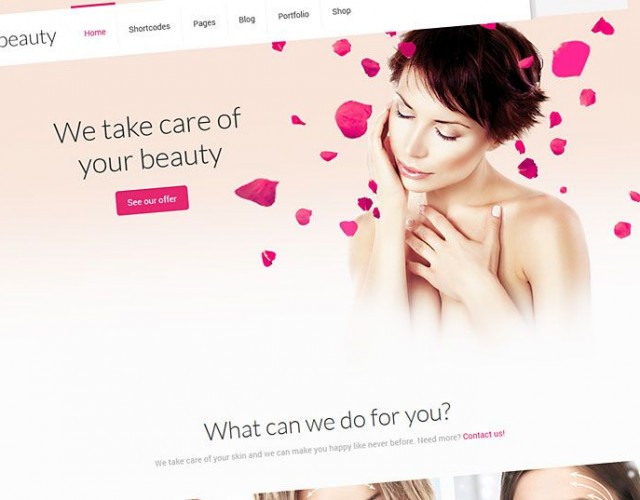 beauty
Home Shortcodes Pages Blog Portfolio Shop
We take care of
your beauty
See our offer
What can we do for you?
We take care of your skin and we can make you happy like never before. Need more? Contact us!